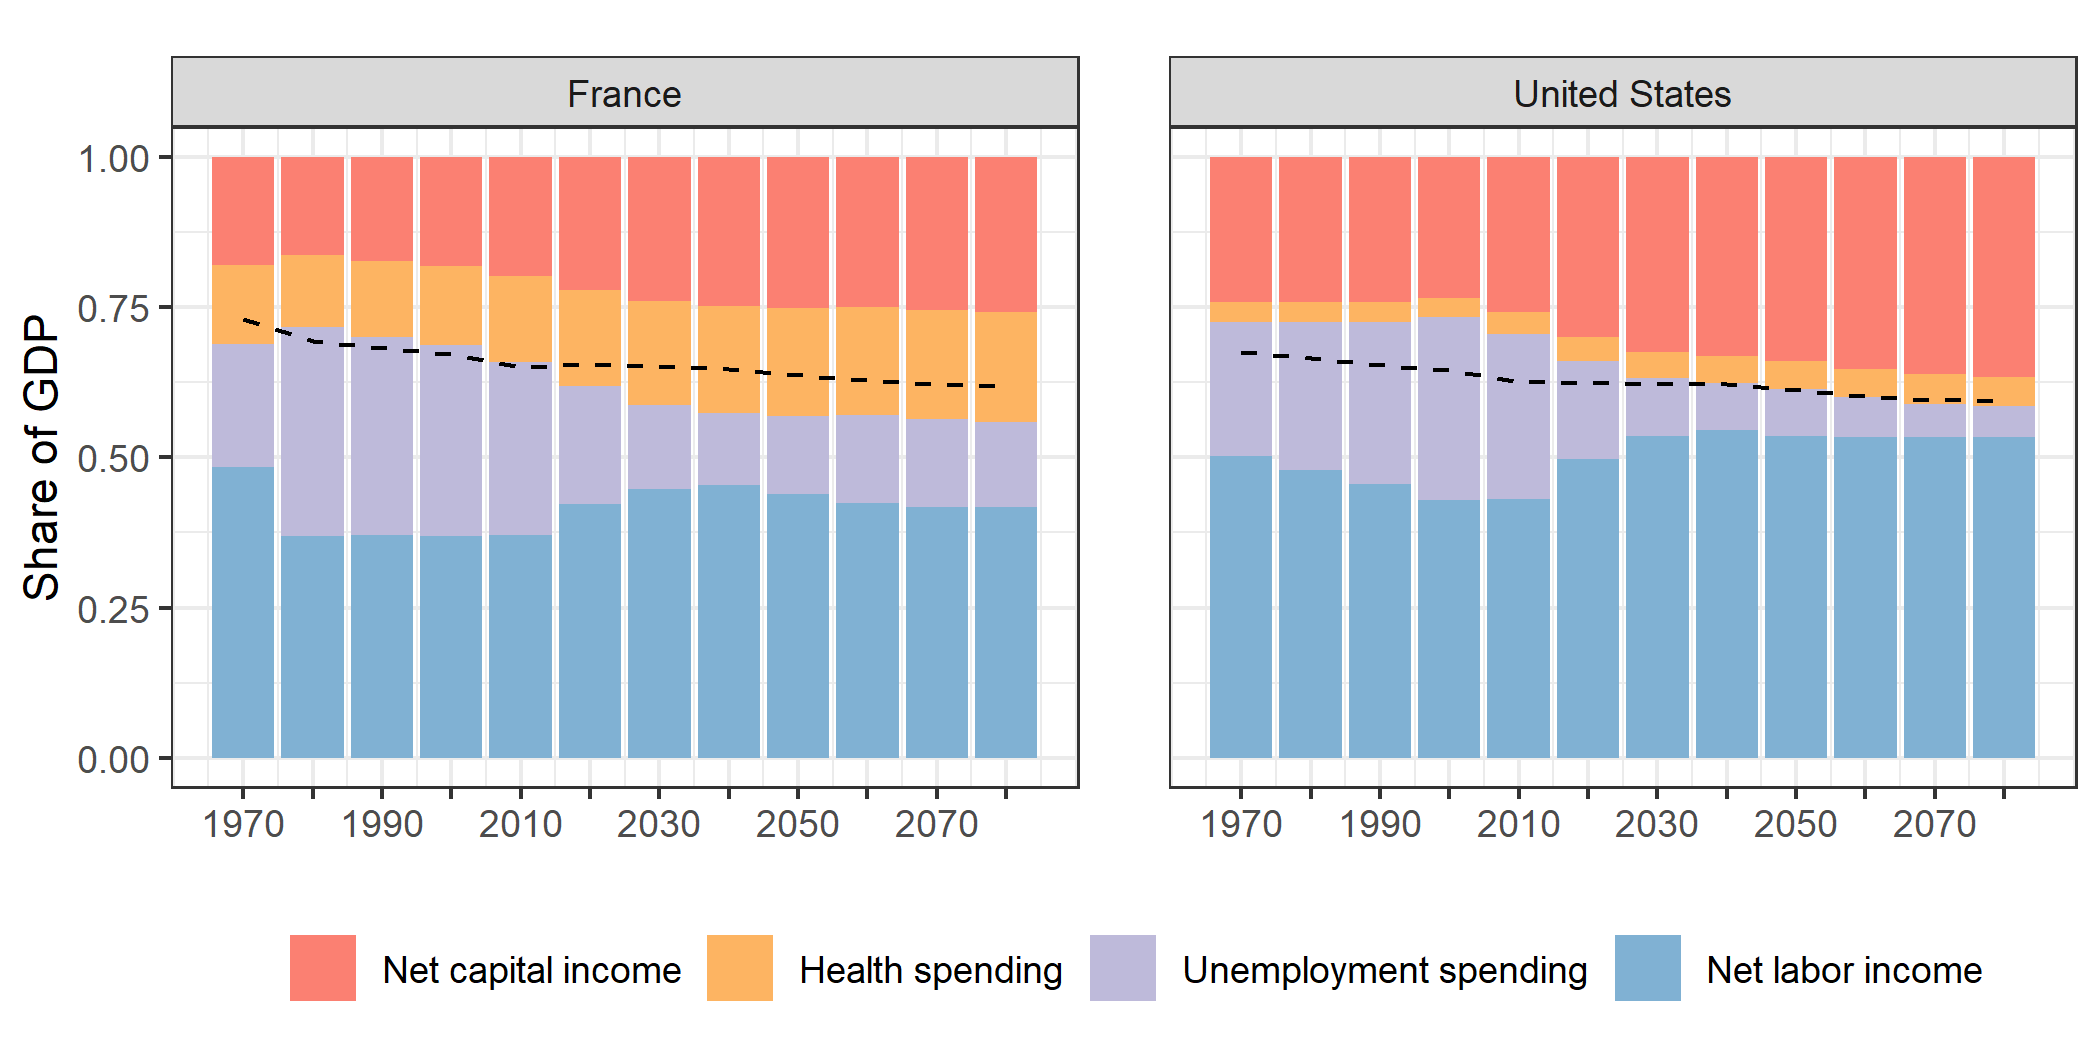 France
United States
Share of GDP
1.00
0.75
0.50
0.25
0.00
1970 1990 2010 2030 2050 2070
1970 1990 2010 2030 2050 2070
Net capital income Health spending Unemployment spending Net labor income